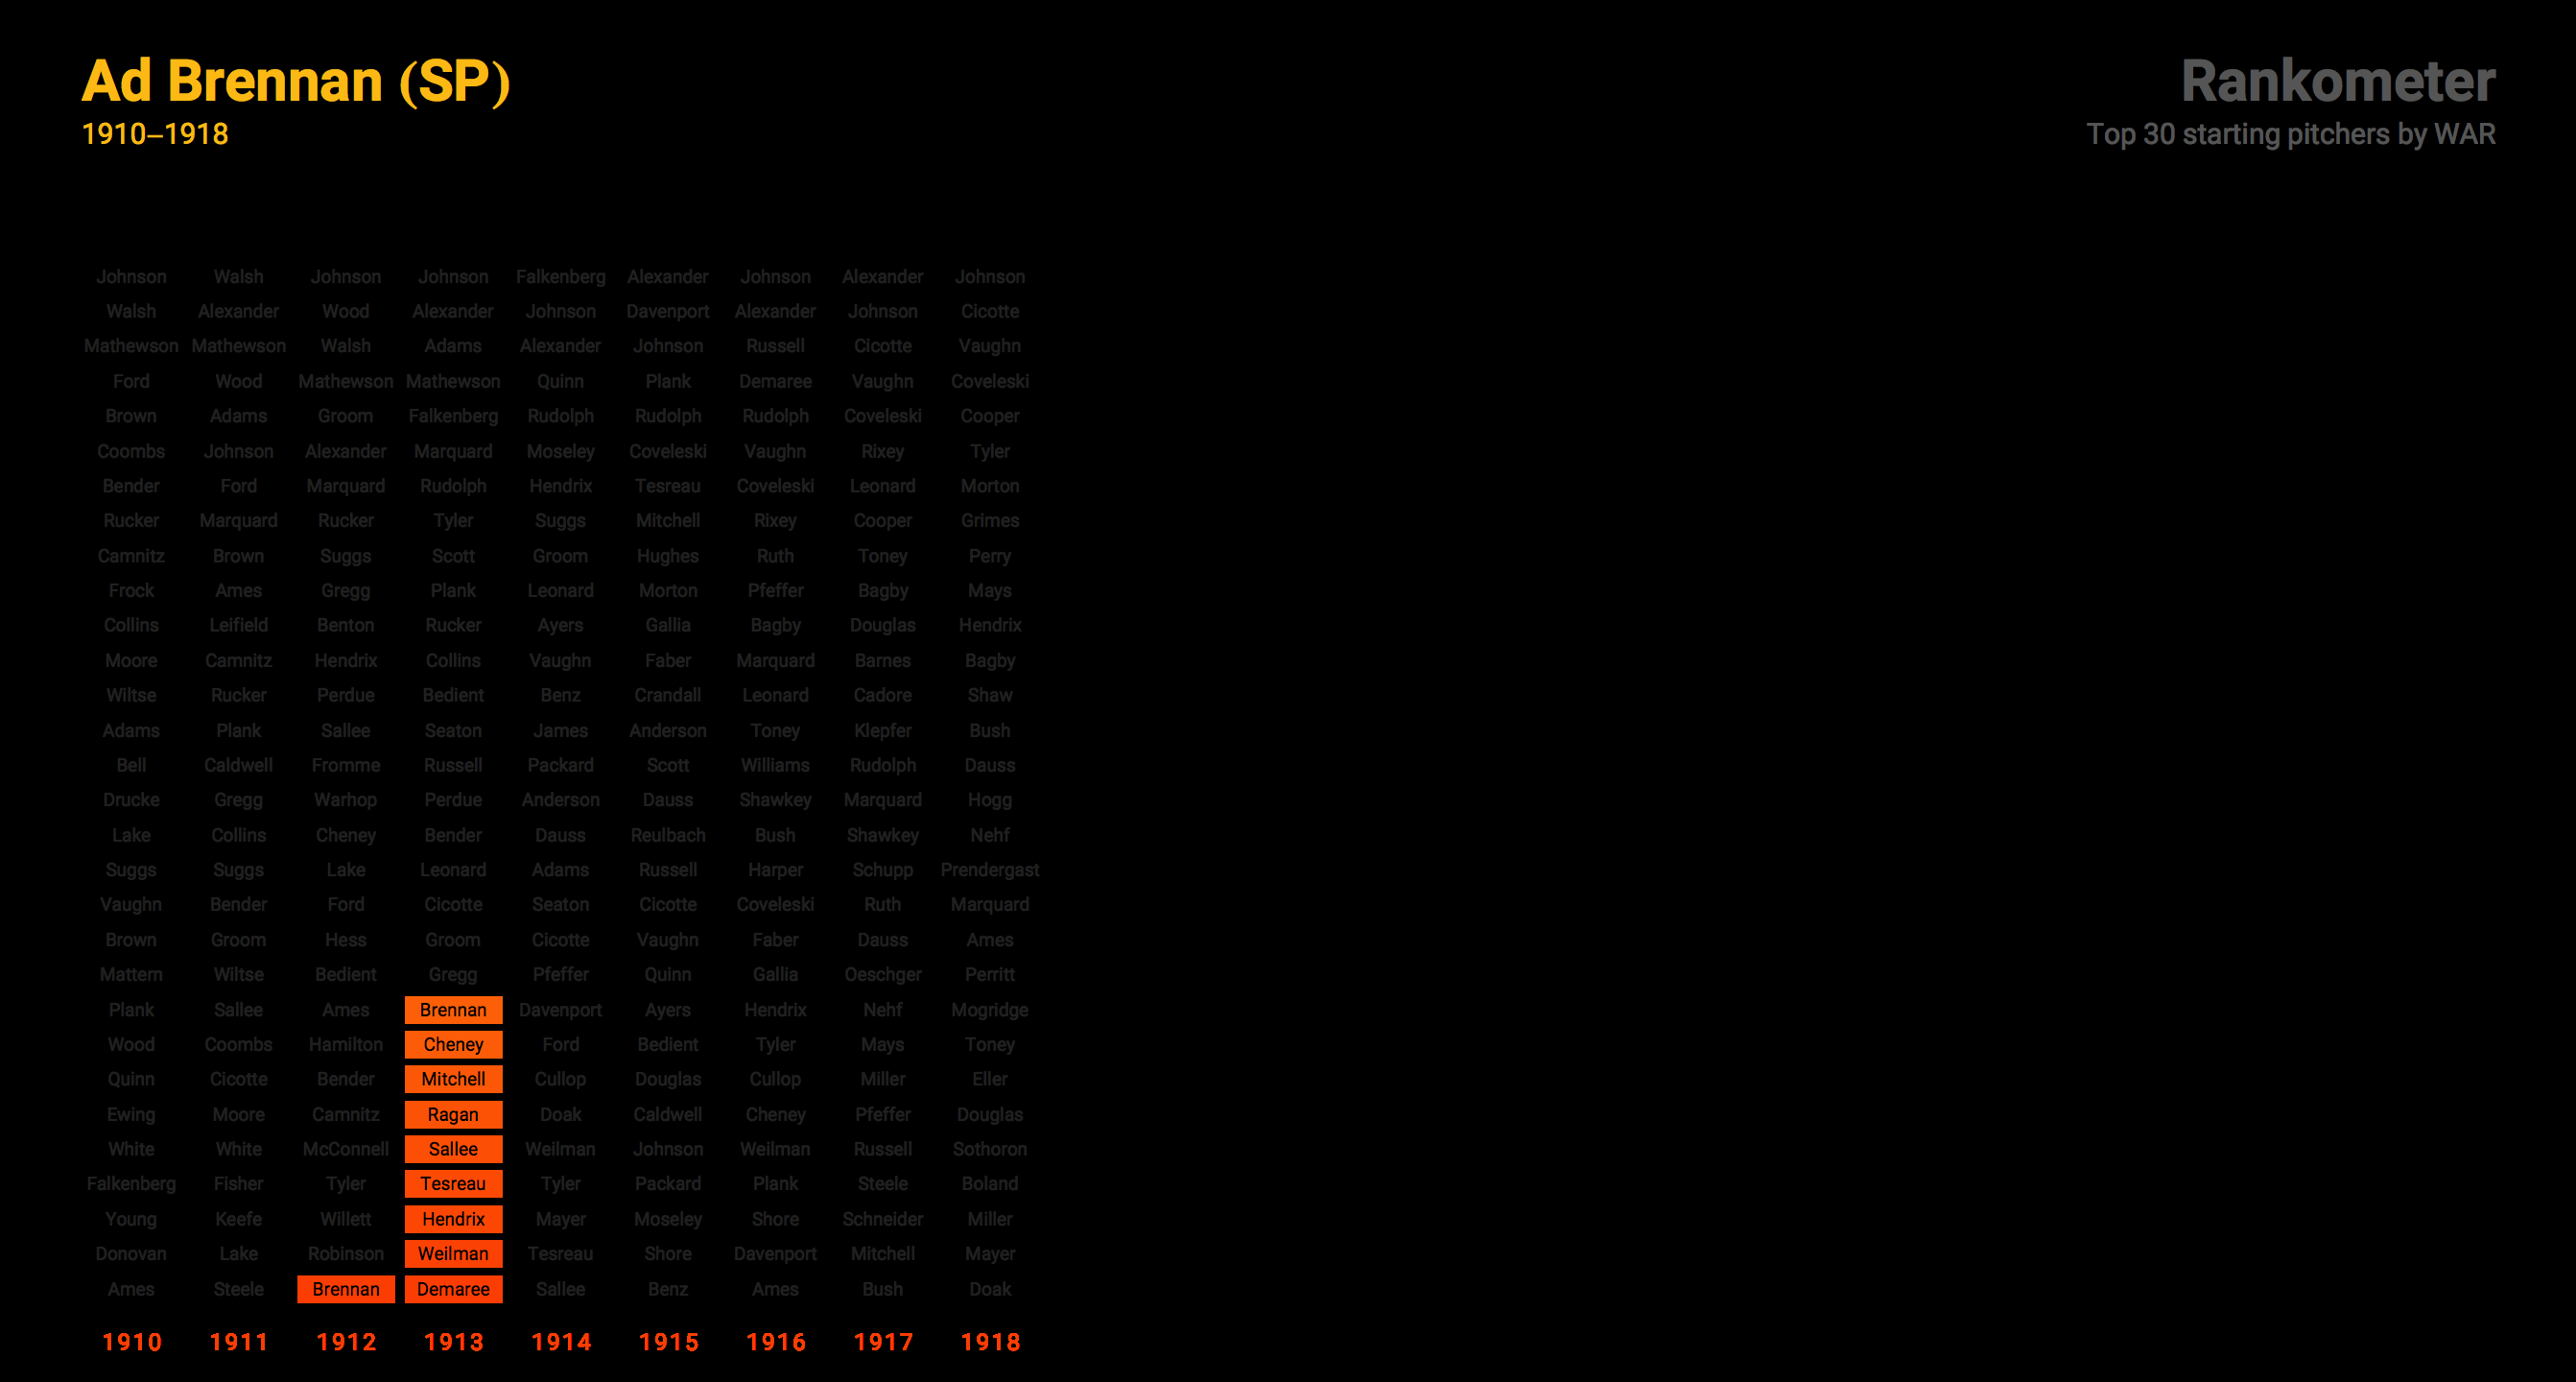 Ad Brennan (SP)
1910–1918
Rankometer
Top 30 starting pitchers by WAR
Johnson Walsh Johnson Johnson Falkenberg Alexander Johnson Alexander Johnson
Walsh Alexander Wood Alexander Johnson Davenport Alexander Johnson Cicotte
Mathewson Mathewson Walsh Adams Alexander Johnson Russell Cicotte Vaughn
Ford Wood Mathewson Mathewson Quinn Plank Demaree Vaughn Coveleski
Brown Adams Groom Falkenberg Rudolph Rudolph Rudolph Coveleski Cooper
Coombs Johnson Alexander Marquard Moseley Coveleski Vaughn Rixey Tyler
Bender Ford Marquard Rudolph Hendrix Tesreau Coveleski Leonard Morton
Rucker Marquard Rucker Tyler Suggs Mitchell Rixey Cooper Grimes
Camnitz Brown Suggs Scott Groom Hughes Ruth Toney Perry
Frock Ames Gregg Plank Leonard Morton Pfeffer Bagby Mays
Collins Leifield Benton Rucker Ayers Gallia Bagby Douglas Hendrix
Moore Camnitz Hendrix Collins Vaughn Faber Marquard Barnes Bagby
Wiltse Rucker Perdue Bedient Benz Crandall Leonard Cadore Shaw
Adams Plank Sallee Seaton James Anderson Toney Klepfer Bush
Bell Caldwell Fromme Russell Packard Scott Williams Rudolph Dauss
Drucke Gregg Warhop Perdue Anderson Dauss Shawkey Marquard Hogg
Lake Collins Cheney Bender Dauss Reulbach Bush Shawkey Nehf
Suggs Suggs Lake Leonard Adams Russell Harper Schupp Prendergast
Vaughn Bender Ford Cicotte Seaton Cicotte Coveleski Ruth Marquard
Brown Groom Hess Groom Cicotte Vaughn Faber Dauss Ames
Mattern Wiltse Bedient Gregg Pfeffer Quinn Gallia Oeschger Perritt
Plank Sallee Ames Brennan Davenport Ayers Hendrix Nehf Mogridge
Wood Coombs Hamilton Cheney Ford Bedient Tyler Mays Toney
Quinn Cicotte Bender Mitchell Cullop Douglas Cullop Miller Eller
Ewing Moore Camnitz Ragan Doak Caldwell Cheney Pfeffer Douglas
White White McConnell Sallee Weilman Johnson Weilman Russell Sothoron
Falkenberg Fisher Tyler Tesreau Tyler Packard Plank Steele Boland
Young Keefe Willett Hendrix Mayer Moseley Shore Schneider Miller
Donovan Lake Robinson Weilman Tesreau Shore Davenport Mitchell Mayer
Ames Steele Brennan Demaree Sallee Benz Ames Bush Doak
1910 1911 1912 1913 1914 1915 1916 1917 1918